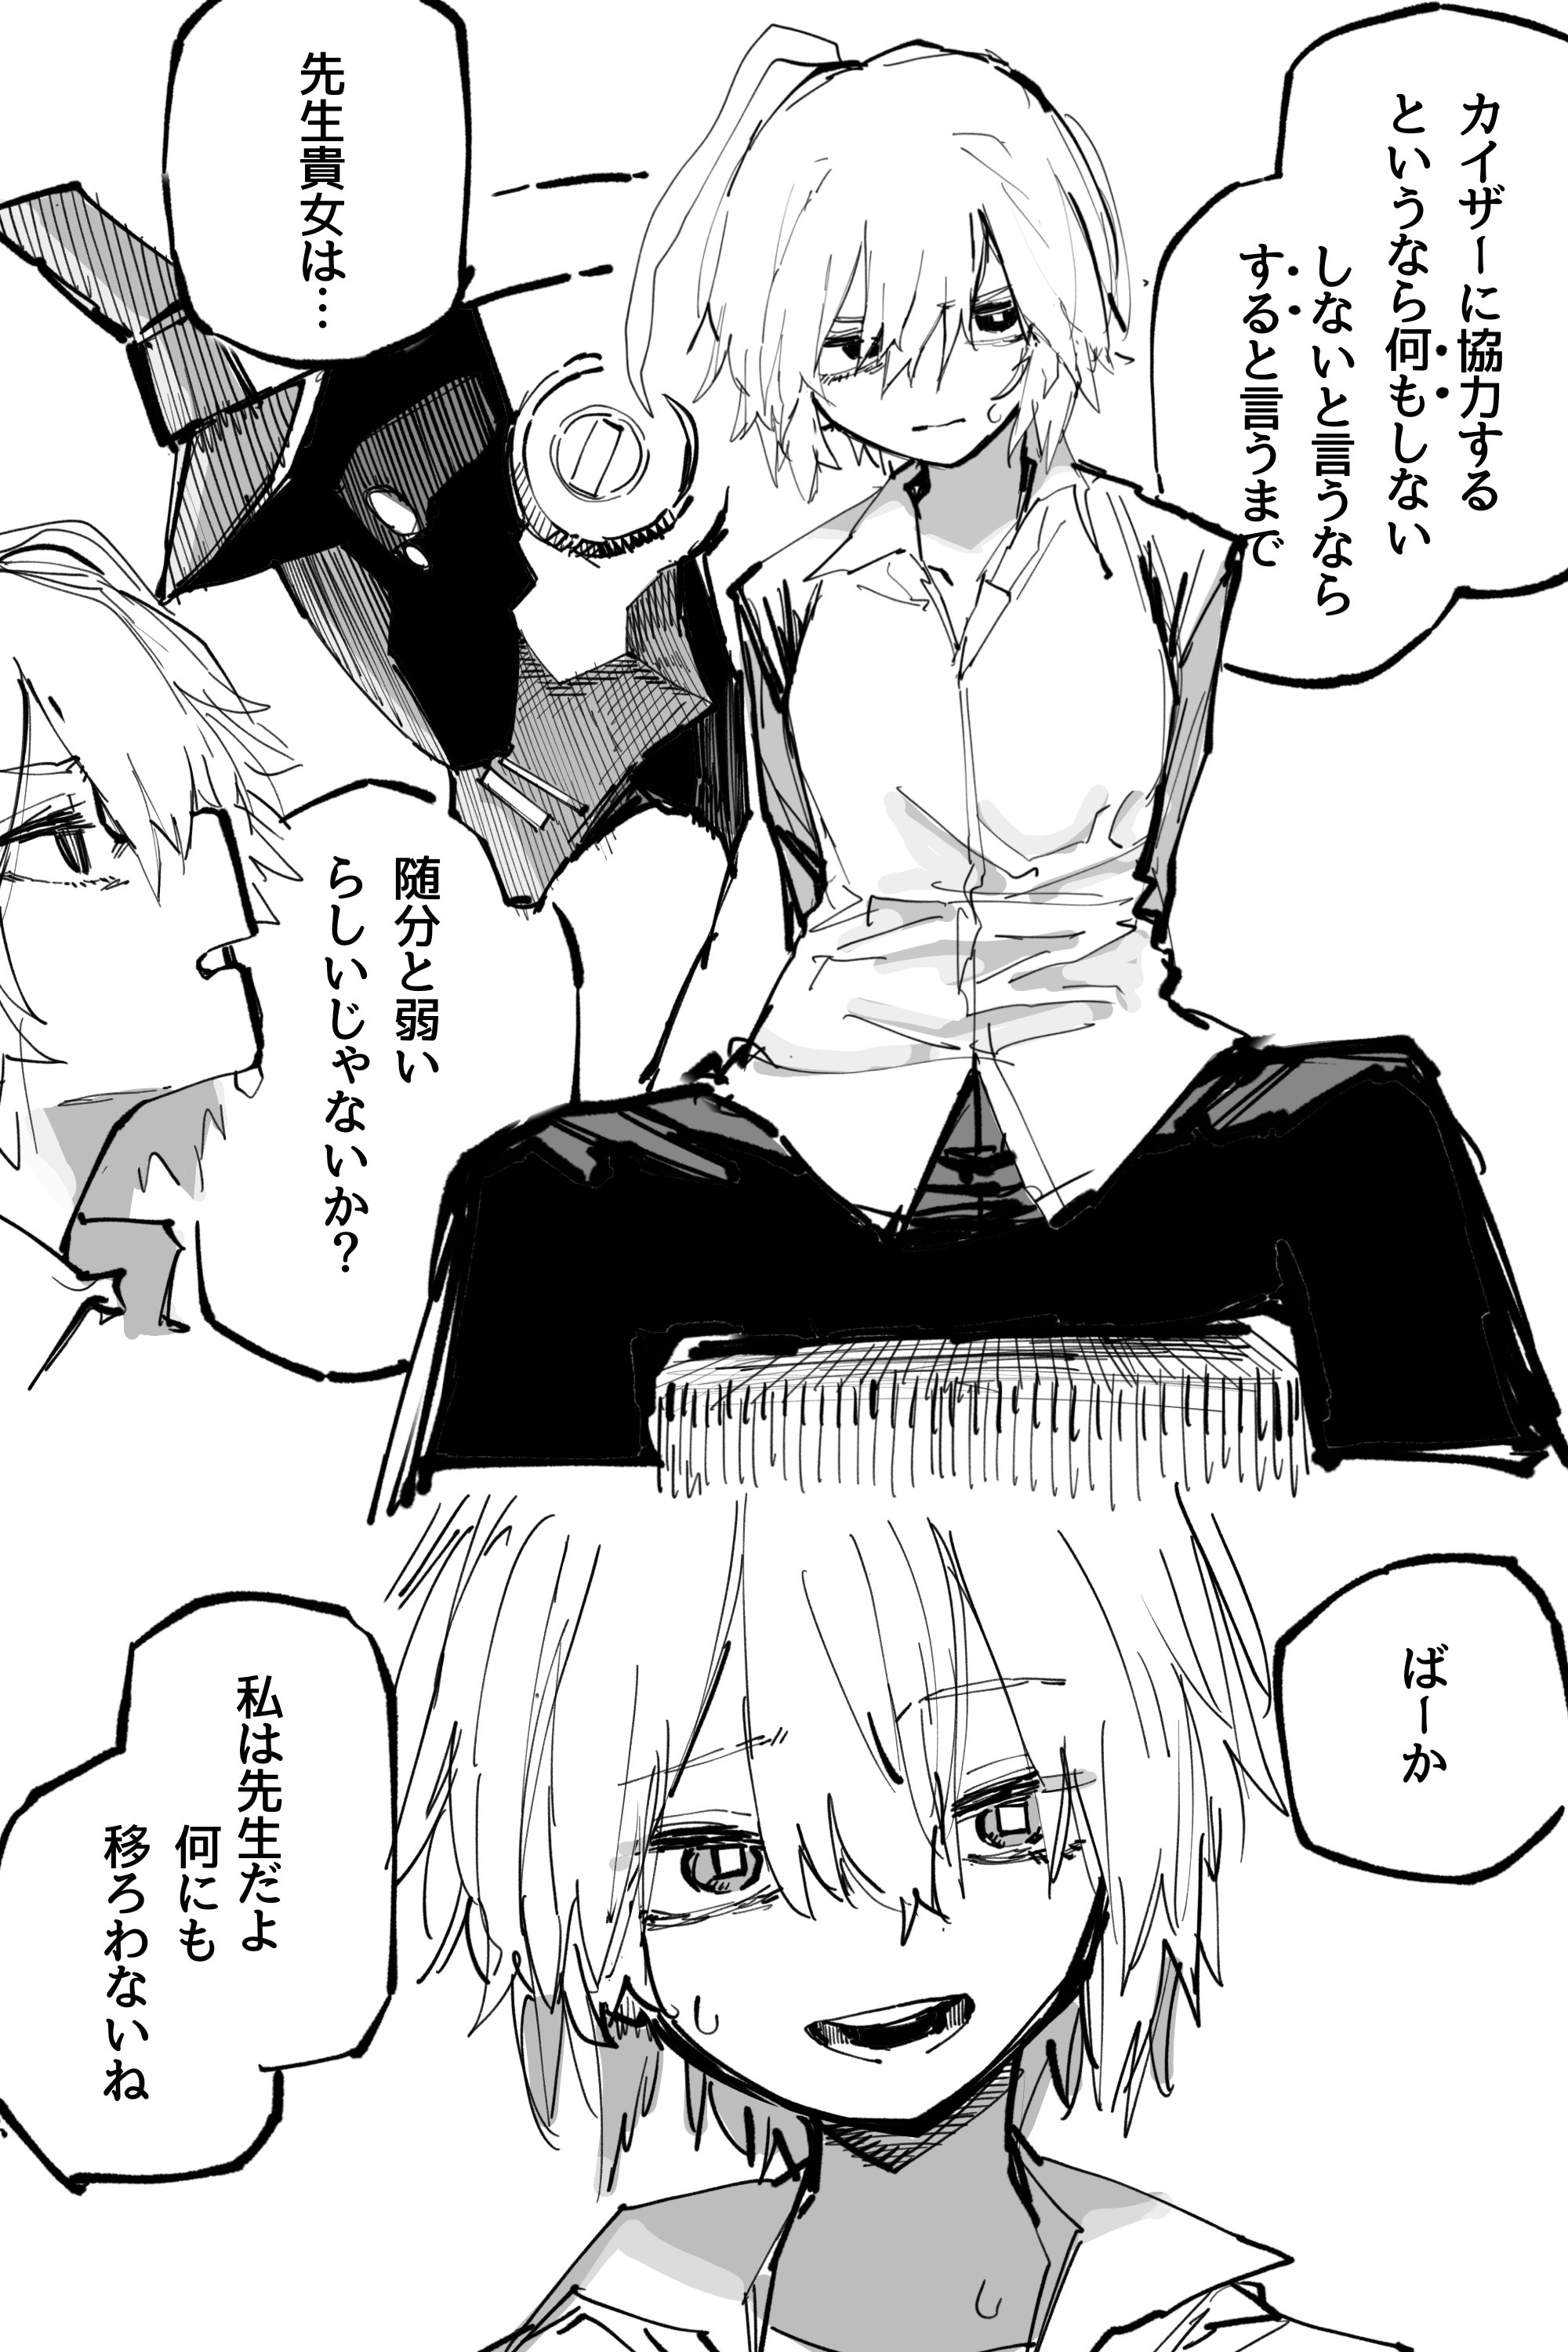 カイザーに協力する
というなら何もしない
しないと言うなら
すると言うまで
先生貴女は…
随分と弱い
らしいじゃないか?
ばーか
私は先生だよ
何にも
移ろわないね